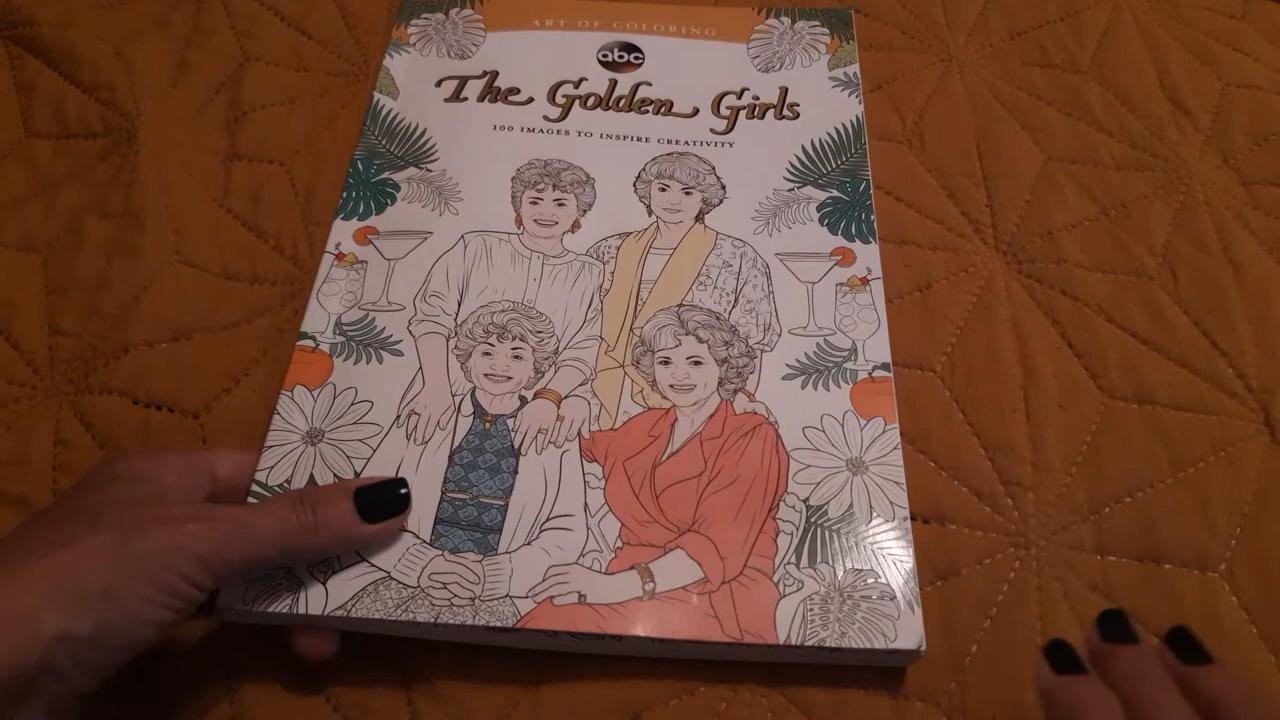 ART OF COLORING
abc
The Golden Girls
100 IMAGES TO INSPIRE CREATIVITY